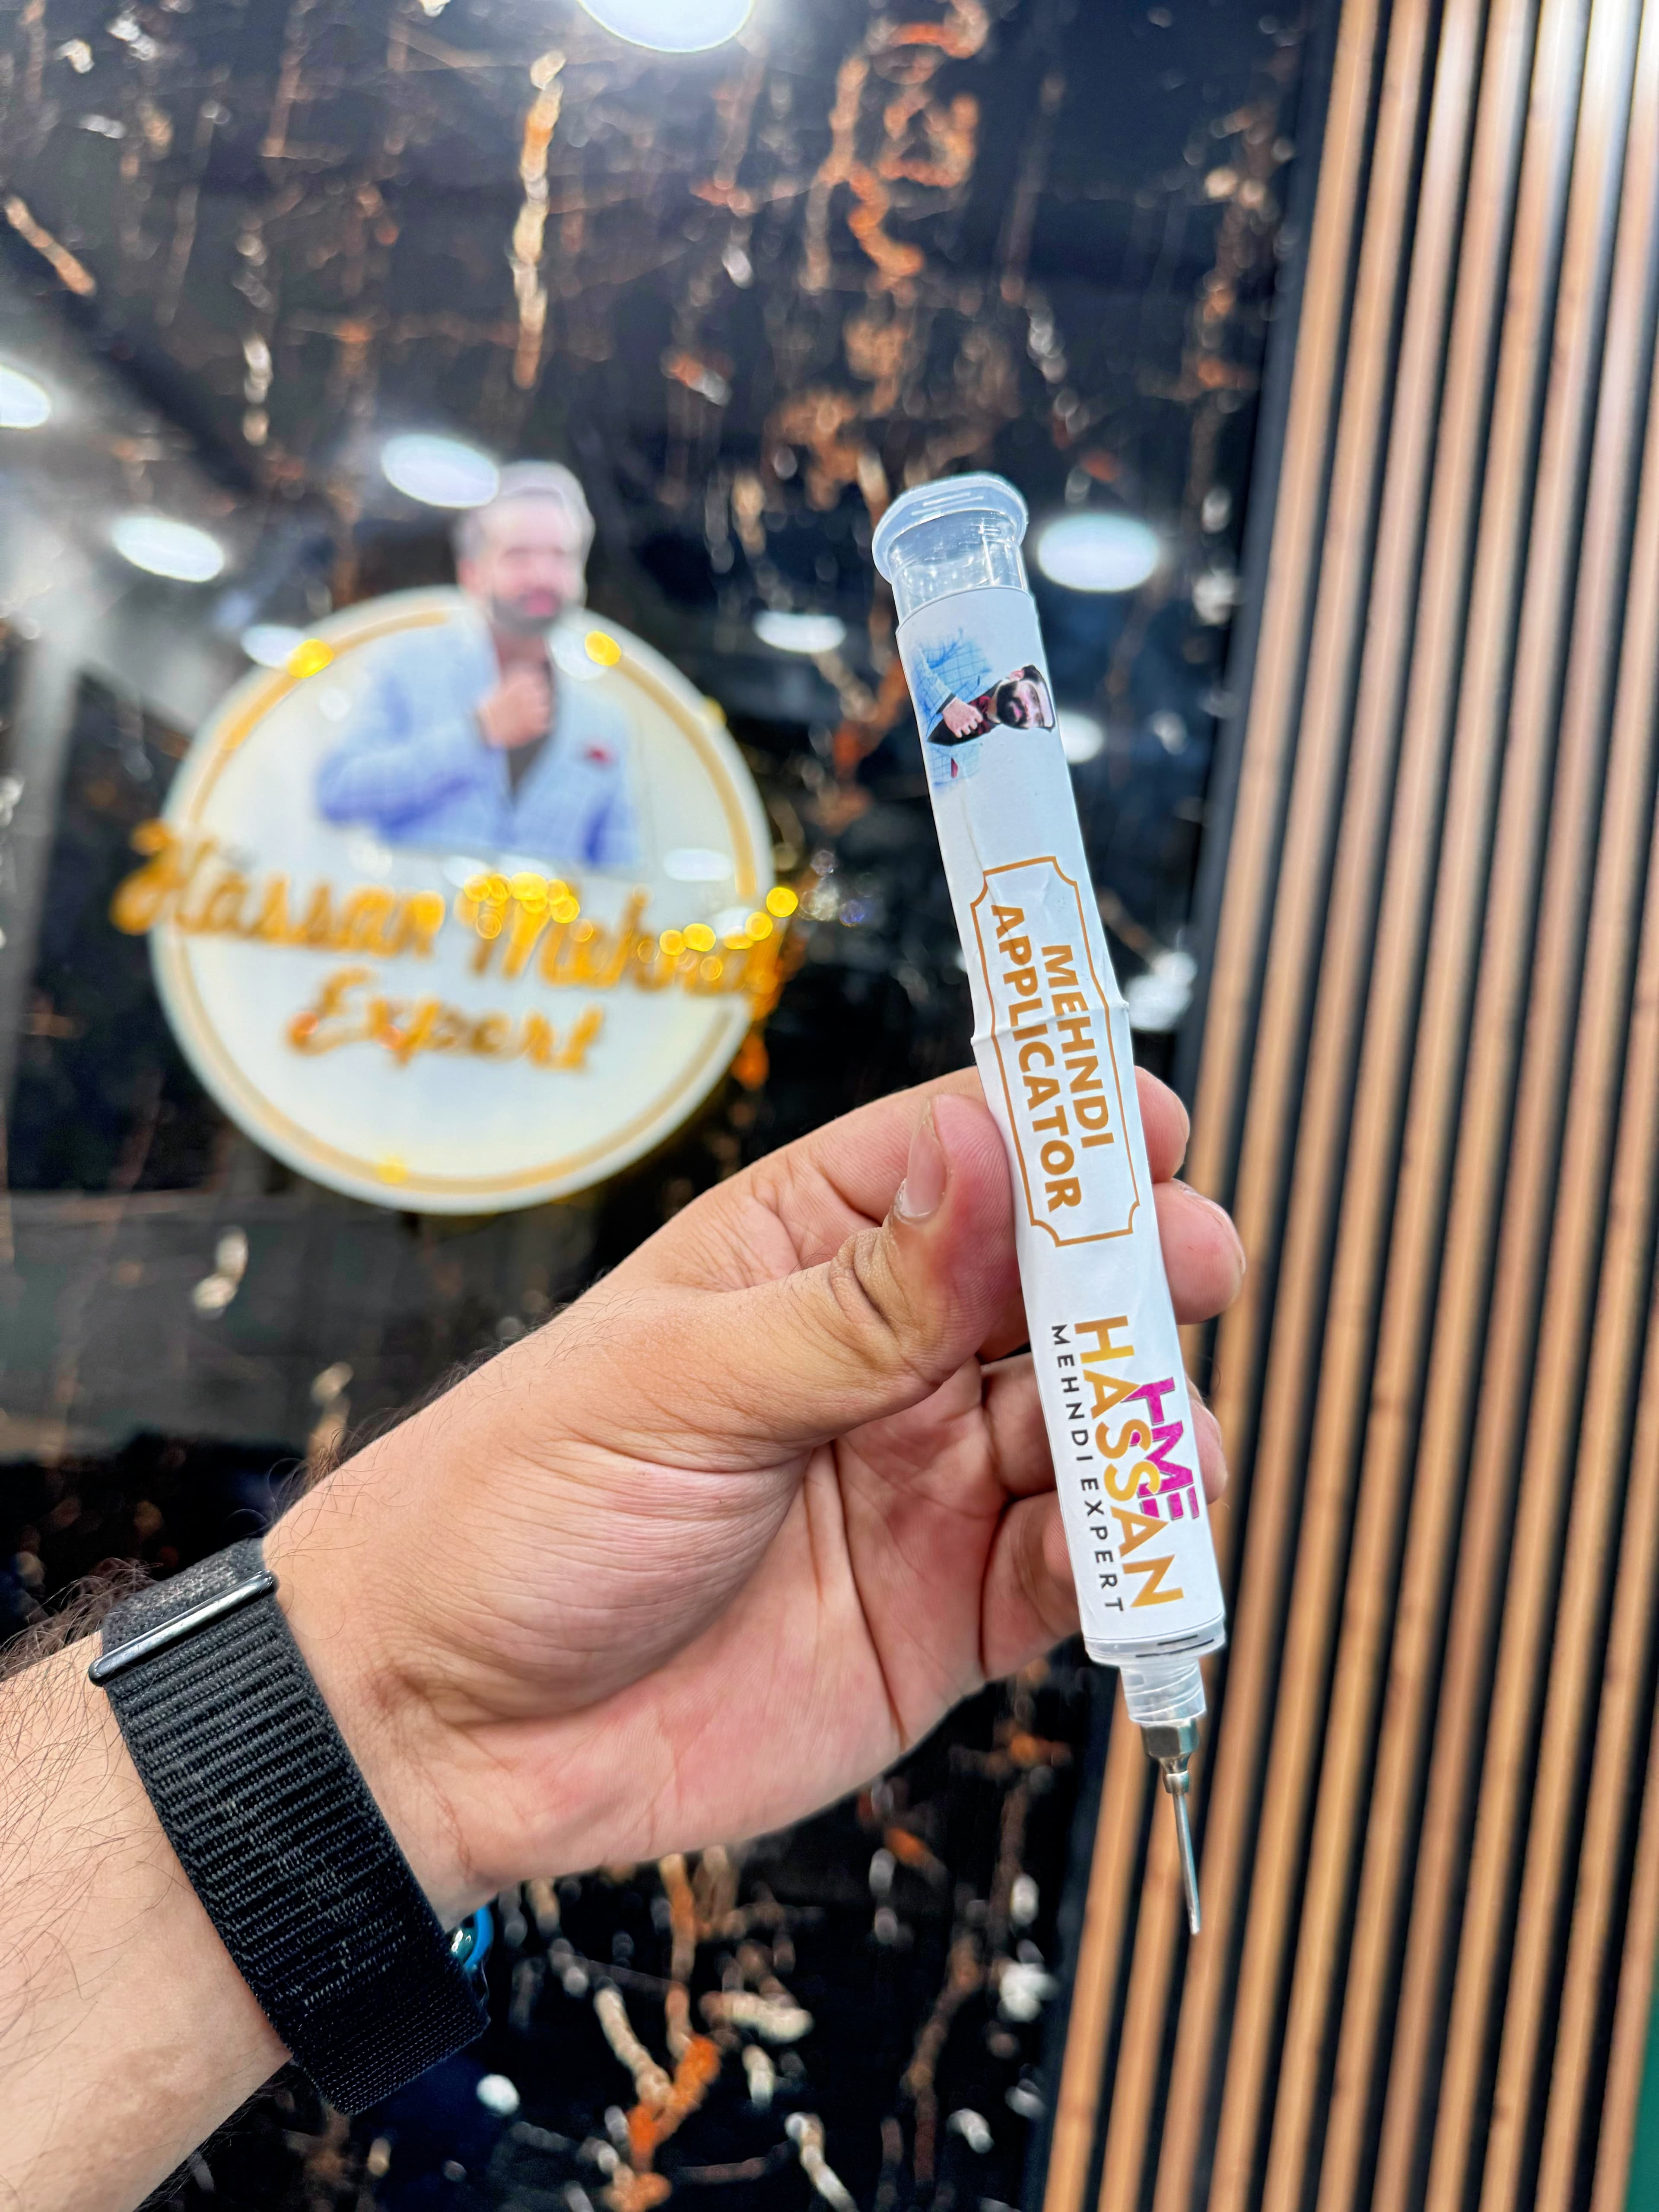 Hassan Mehndi
Expert
MEHNDI
APPLICATOR
HME
HASSAN
MEHNDI EXPERT